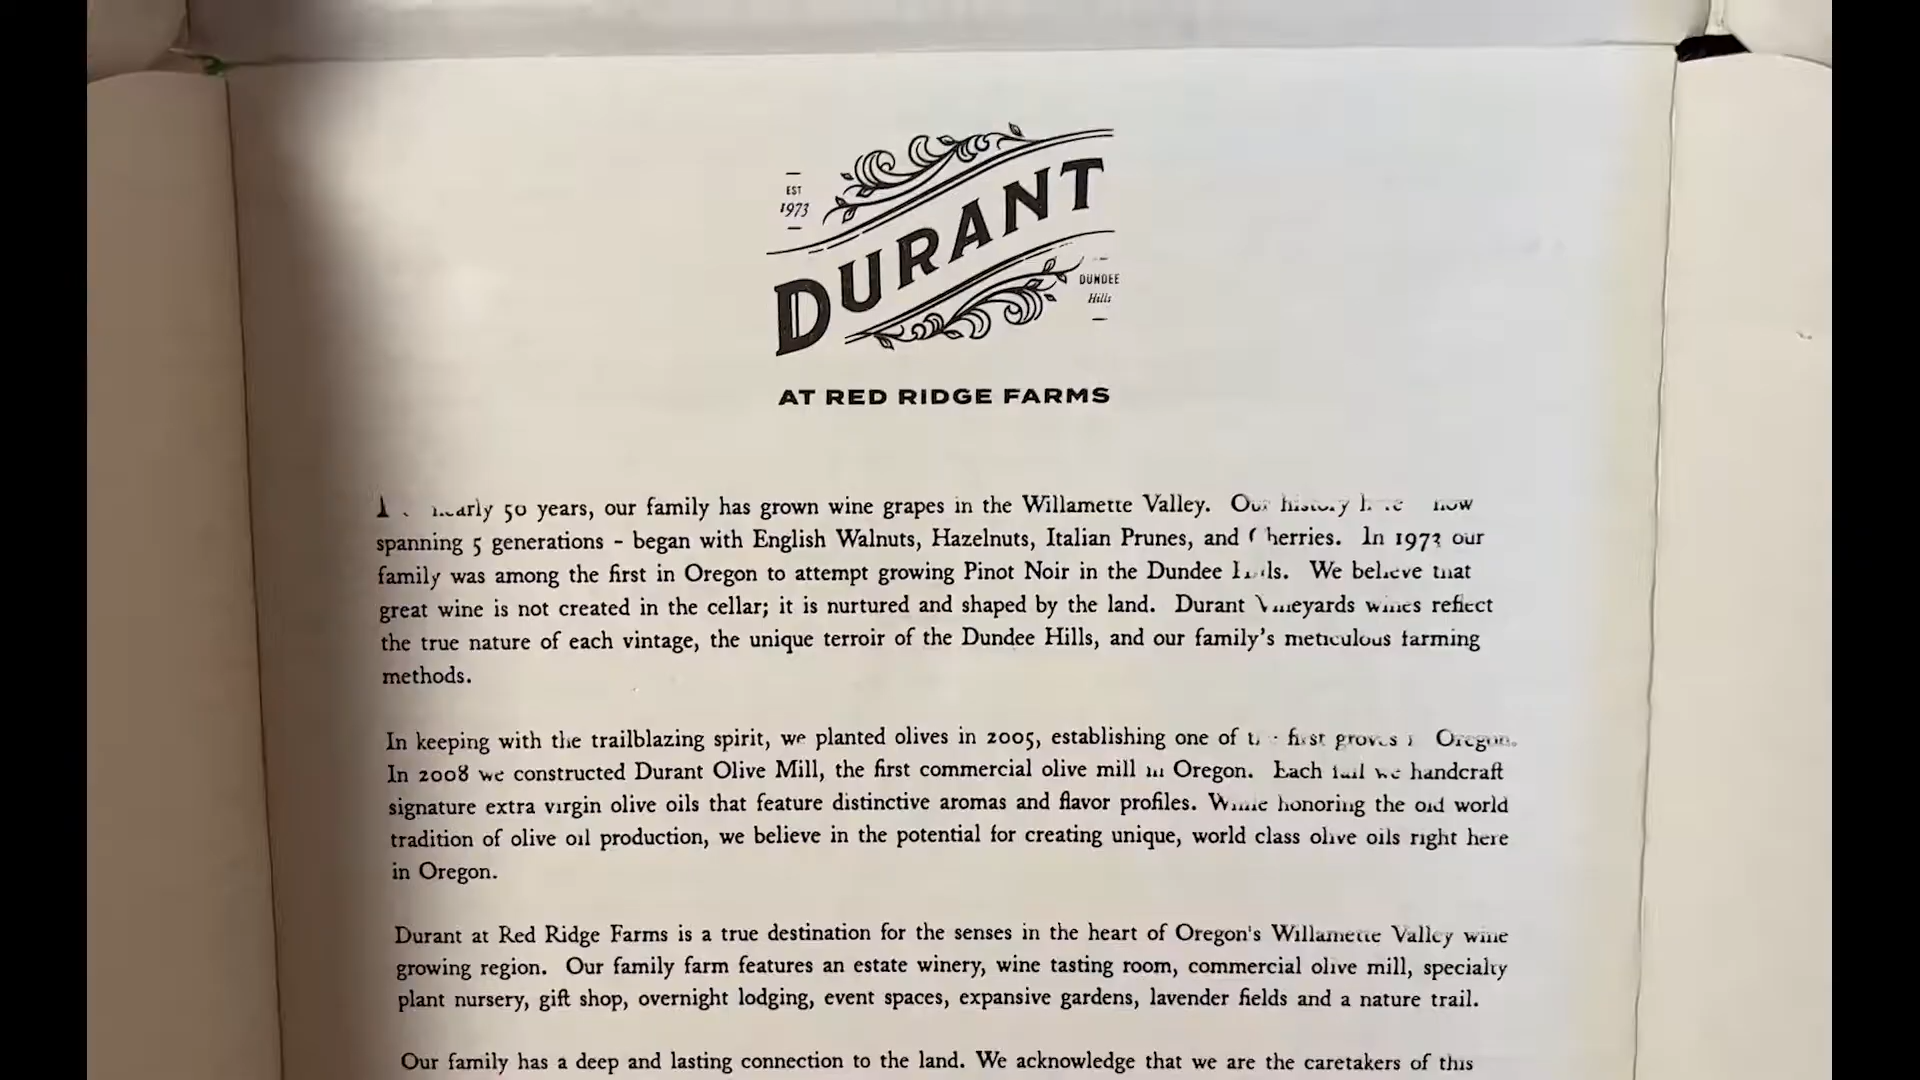 EST
1973
DURANT
DUNDEE
Hills
AT RED RIDGE FARMS
nearly 50 years, our family has grown wine grapes in the Willamette Valley. Our history now
spanning 5 generations - began with English Walnuts, Hazelnuts, Italian Prunes, and Cherries. In 1973 our
family was among the first in Oregon to attempt growing Pinot Noir in the Dundee Hills. We believe that
great wine is not created in the cellar; it is nurtured and shaped by the land. Durant Vineyards wines reflect
the true nature of each vintage, the unique terroir of the Dundee Hills, and our family's meticulous farming
methods.
In keeping with the trailblazing spirit, we planted olives in 2005, establishing one of first groves Oregon.
In 2008 we constructed Durant Olive Mill, the first commercial olive mill in Oregon. Each fall we handcraft
signature extra virgin olive oils that feature distinctive aromas and flavor profiles. While honoring the old world
tradition of olive oil production, we believe in the potential for creating unique, world class olive oils right here
in Oregon.
Durant at Red Ridge Farms is a true destination for the senses in the heart of Oregon's Willamette Valley wine
growing region. Our family farm features an estate winery, wine tasting room, commercial olive mill, specialty
plant nursery, gift shop, overnight lodging, event spaces, expansive gardens, lavender fields and a nature trail.
Our family has a deep and lasting connection to the land. We acknowledge that we are the caretakers of this